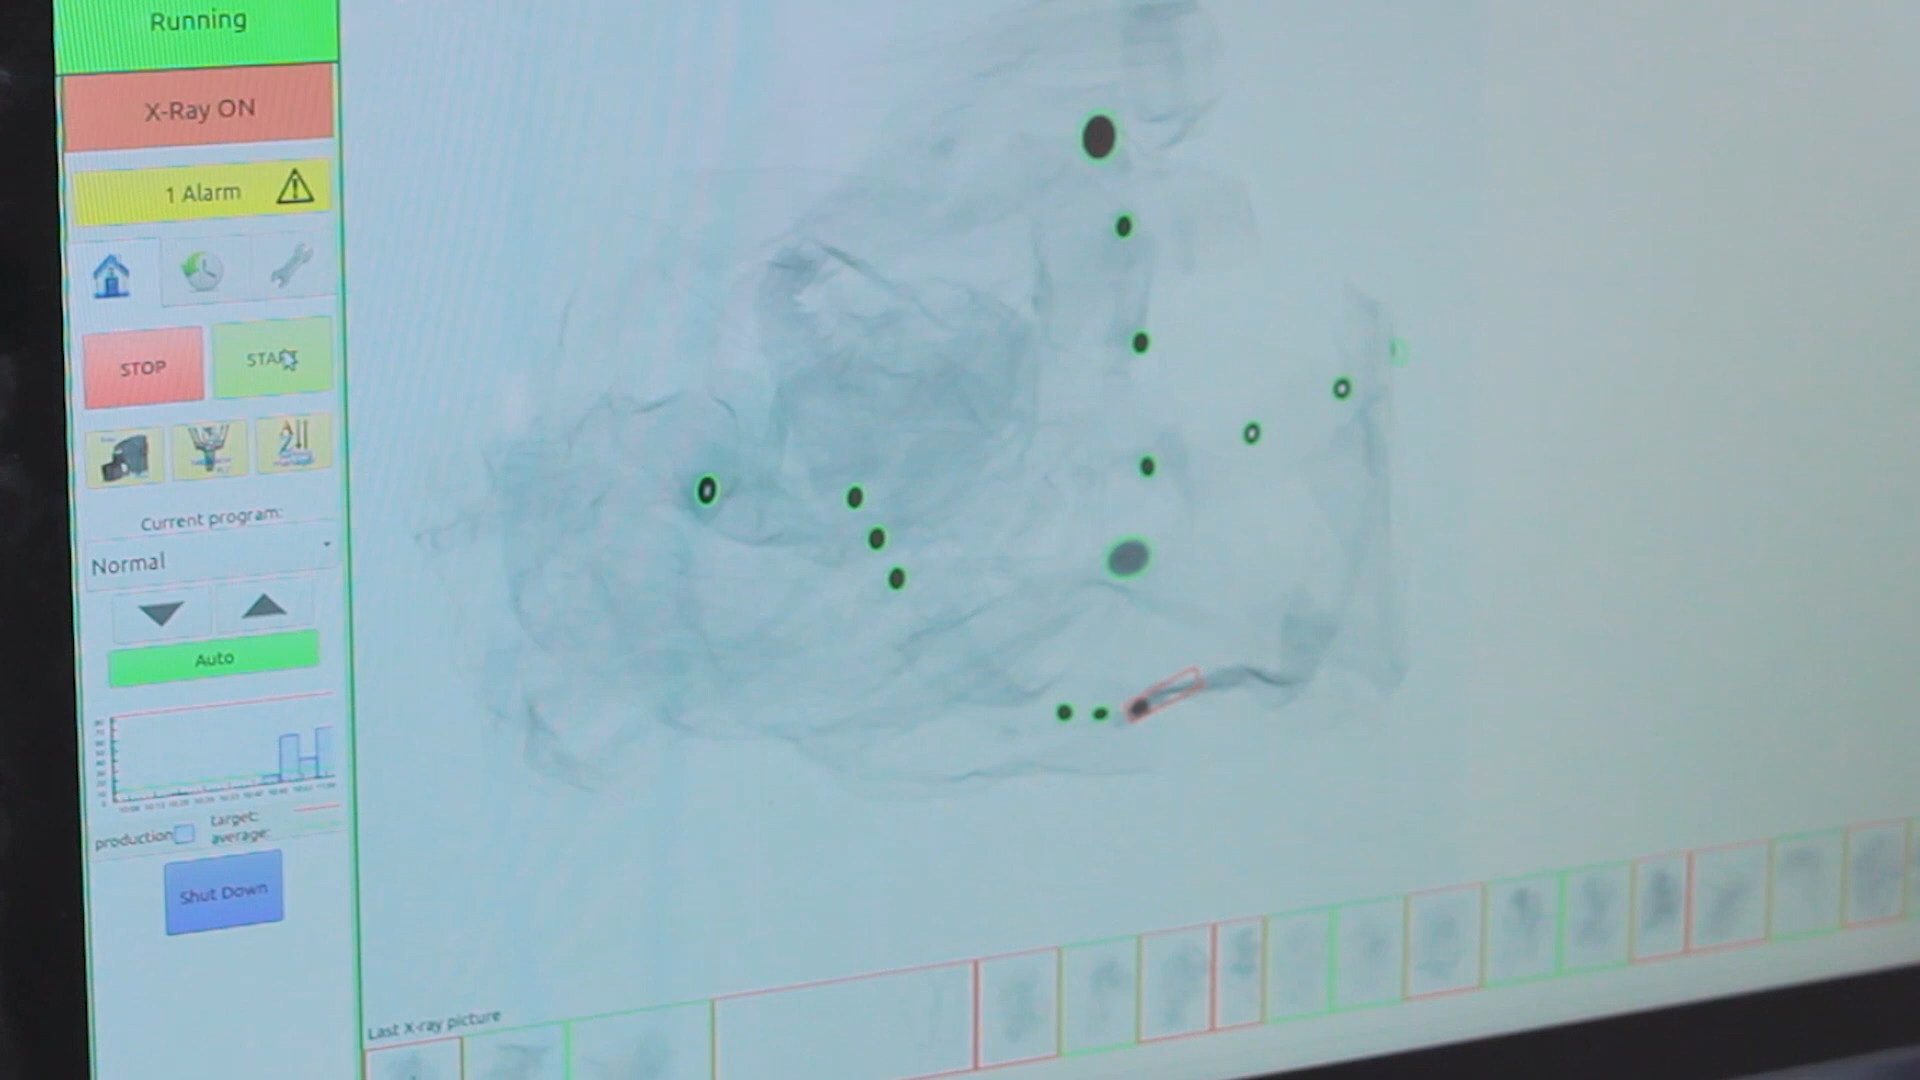 Running
X-Ray ON
1 Alarm
STOP
START
Current program:
Normal
Auto
production
target:
average:
Shut Down
Last X-ray picture